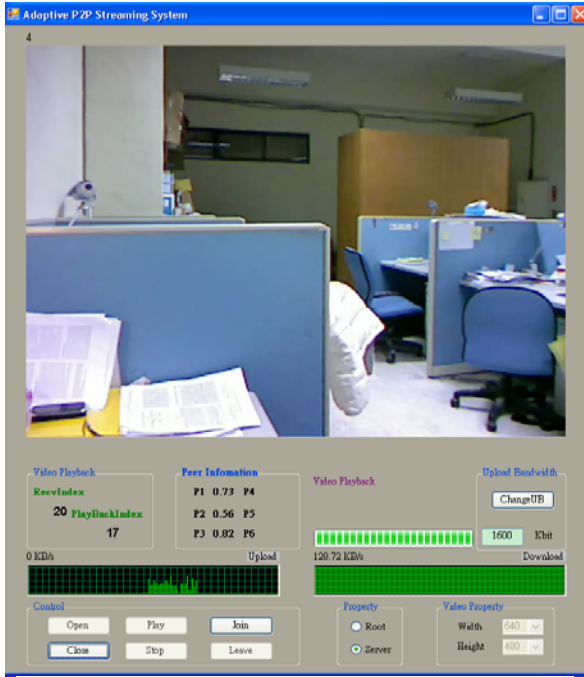 Adaptive P2P Streaming System
4
Video Playback
RecvIndex
20 PlayBackIndex
17
Peer Infomation
P1 0.73 P4
P2 0.56 P5
P3 0.82 P6
Video Playback
Upload Bandwidth
ChangeUB
1600 Kbit
0 KB/s Upload
128.72 KB/s Download
Control
Open Play Join
Close Stop Leave
Property
Root
Server
Video Property
Width 640
Height 480